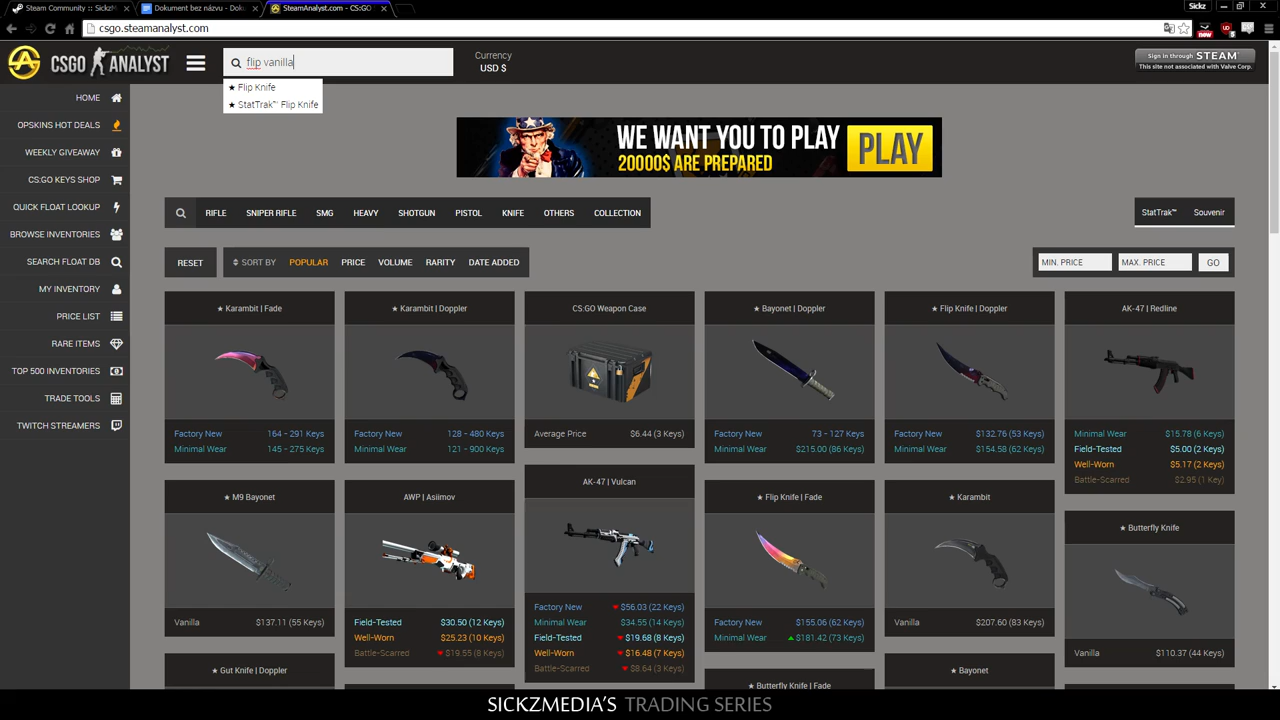 Steam Community :: SickzM
Dokument bez názvu - Dok
SteamAnalyst.com - CS:GO
Sickz
csgo.steamanalyst.com
new
CSGO ANALYST
flip vanilla
Currency
USD $
Sign in through STEAM
This site not associated with Valve Corp.
★ Flip Knife
★ StatTrak™ Flip Knife
HOME
OPSKINS HOT DEALS
WEEKLY GIVEAWAY
CS:GO KEYS SHOP
QUICK FLOAT LOOKUP
BROWSE INVENTORIES
SEARCH FLOAT DB
MY INVENTORY
PRICE LIST
RARE ITEMS
TOP 500 INVENTORIES
TRADE TOOLS
TWITCH STREAMERS
WE WANT YOU TO PLAY
20000$ ARE PREPARED
PLAY
RIFLE SNIPER RIFLE SMG HEAVY SHOTGUN PISTOL KNIFE OTHERS COLLECTION
StatTrak™ Souvenir
RESET
SORT BY POPULAR PRICE VOLUME RARITY DATE ADDED
MIN. PRICE MAX. PRICE GO
★ Karambit | Fade
Factory New 164 - 291 Keys
Minimal Wear 145 - 275 Keys
★ Karambit | Doppler
Factory New 128 - 480 Keys
Minimal Wear 121 - 900 Keys
CS:GO Weapon Case
Average Price $6.44 (3 Keys)
★ Bayonet | Doppler
Factory New 73 - 127 Keys
Minimal Wear $215.00 (86 Keys)
★ Flip Knife | Doppler
Factory New $132.76 (53 Keys)
Minimal Wear $154.58 (62 Keys)
AK-47 | Redline
Minimal Wear $15.78 (6 Keys)
Field-Tested $5.00 (2 Keys)
Well-Worn $5.17 (2 Keys)
Battle-Scarred $2.95 (1 Key)
★ M9 Bayonet
Vanilla $137.11 (55 Keys)
AWP | Asiimov
Field-Tested $30.50 (12 Keys)
Well-Worn $25.23 (10 Keys)
Battle-Scarred $19.55 (8 Keys)
AK-47 | Vulcan
Factory New $56.03 (22 Keys)
Minimal Wear $34.55 (14 Keys)
Field-Tested $19.68 (8 Keys)
Well-Worn $16.48 (7 Keys)
Battle-Scarred $8.64 (3 Keys)
★ Flip Knife | Fade
Factory New $155.06 (62 Keys)
Minimal Wear $181.42 (73 Keys)
★ Karambit
Vanilla $207.60 (83 Keys)
★ Butterfly Knife
Vanilla $110.37 (44 Keys)
★ Gut Knife | Doppler
★ Butterfly Knife | Fade
★ Bayonet
SICKZMEDIA'S TRADING SERIES